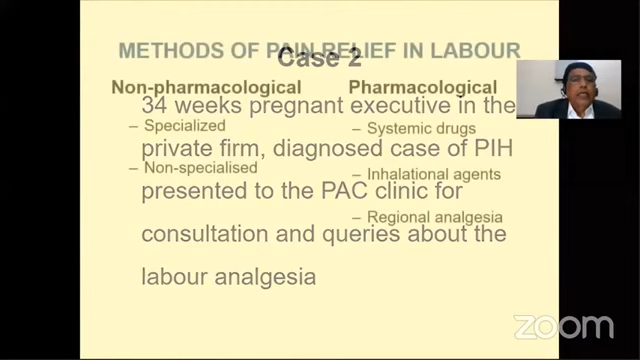 METHODS OF PAIN RELIEF IN LABOUR
Case 2
Non-pharmacological Pharmacological
34 weeks pregnant executive in the
– Specialized – Systemic drugs
private firm, diagnosed case of PIH
– Non-specialised – Inhalational agents
presented to the PAC clinic for
– Regional analgesia
consultation and queries about the
labour analgesia
zoom